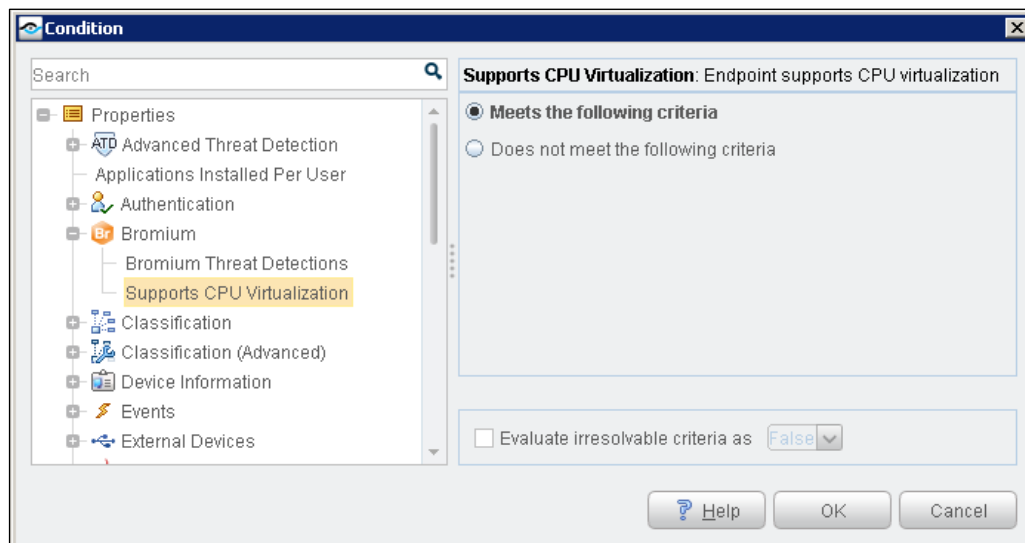 Condition
Search
Properties
ATD Advanced Threat Detection
Applications Installed Per User
Authentication
Br Bromium
Bromium Threat Detections
Supports CPU Virtualization
Classification
Classification (Advanced)
Device Information
Events
External Devices
Supports CPU Virtualization: Endpoint supports CPU virtualization
Meets the following criteria
Does not meet the following criteria
Evaluate irresolvable criteria as False
Help OK Cancel